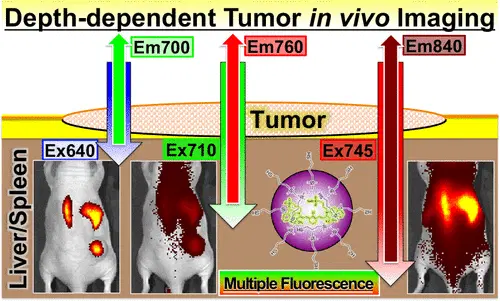 Depth-dependent Tumor in vivo Imaging
Em700 Em760 Em840
Tumor
Ex640 Ex710 Ex745
Liver/Spleen
Multiple Fluorescence